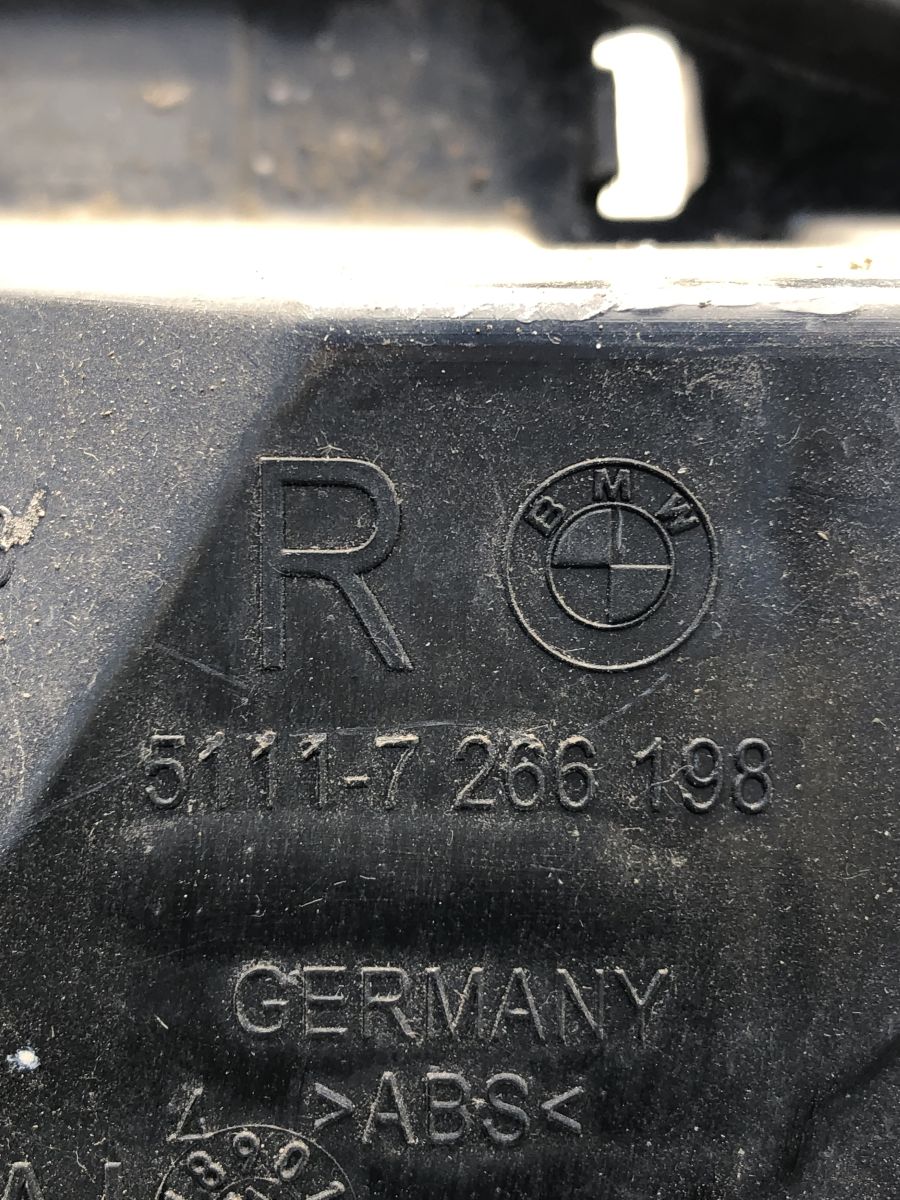 R
BMW
5111-7 266 198
GERMANY
>ABS<